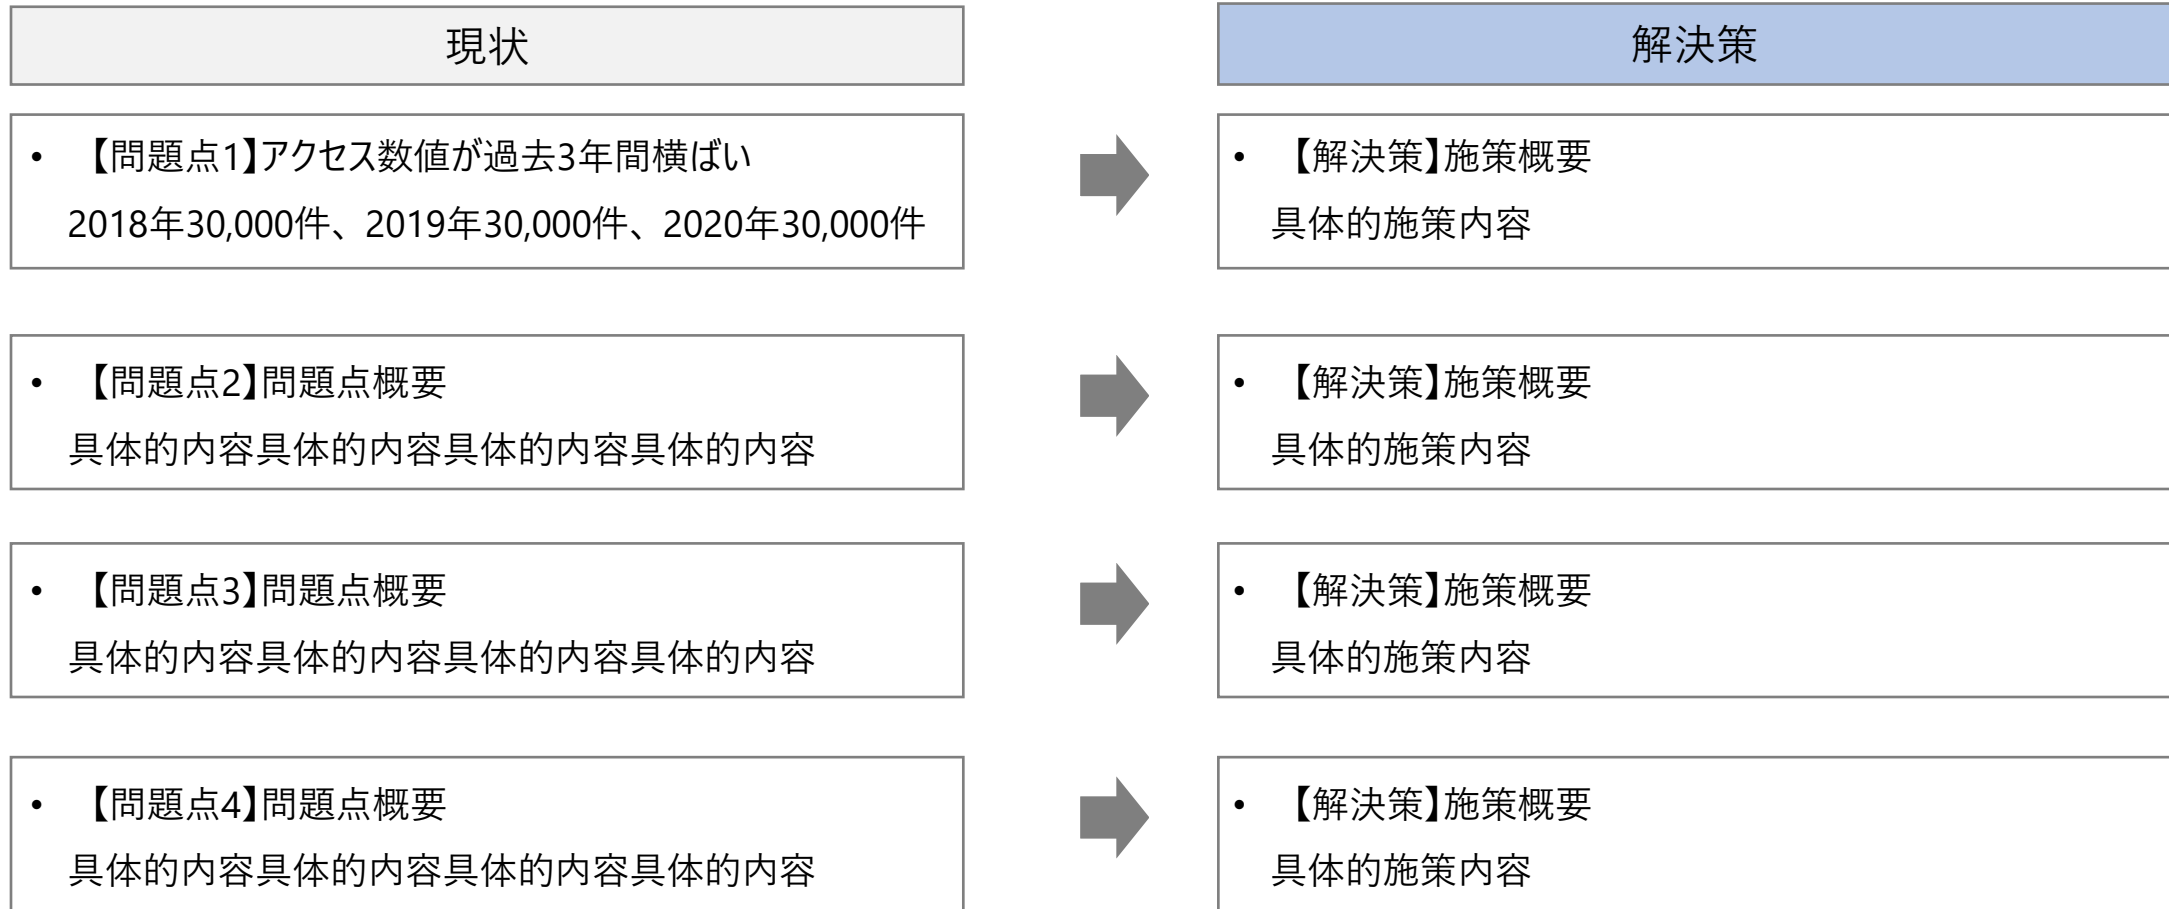 現状
解決策
• 【問題点1】アクセス数値が過去3年間横ばい
2018年30,000件、2019年30,000件、2020年30,000件
• 【解決策】施策概要
具体的施策内容
• 【問題点2】問題点概要
具体的内容具体的内容具体的内容具体的内容
• 【解決策】施策概要
具体的施策内容
• 【問題点3】問題点概要
具体的内容具体的内容具体的内容具体的内容
• 【解決策】施策概要
具体的施策内容
• 【問題点4】問題点概要
具体的内容具体的内容具体的内容具体的内容
• 【解決策】施策概要
具体的施策内容